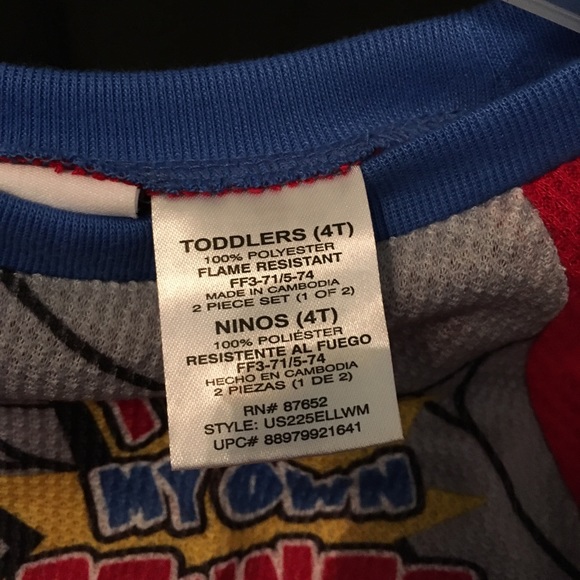 TODDLERS (4T)
100% POLYESTER
FLAME RESISTANT
FF3-71/5-74
MADE IN CAMBODIA
2 PIECE SET (1 OF 2)
NINOS (4T)
100% POLIÉSTER
RESISTENTE AL FUEGO
FF3-71/5-74
HECHO EN CAMBODIA
2 PIEZAS (1 DE 2)
RN# 87652
STYLE: US225ELLWM
UPC# 88979921641
MY OWN